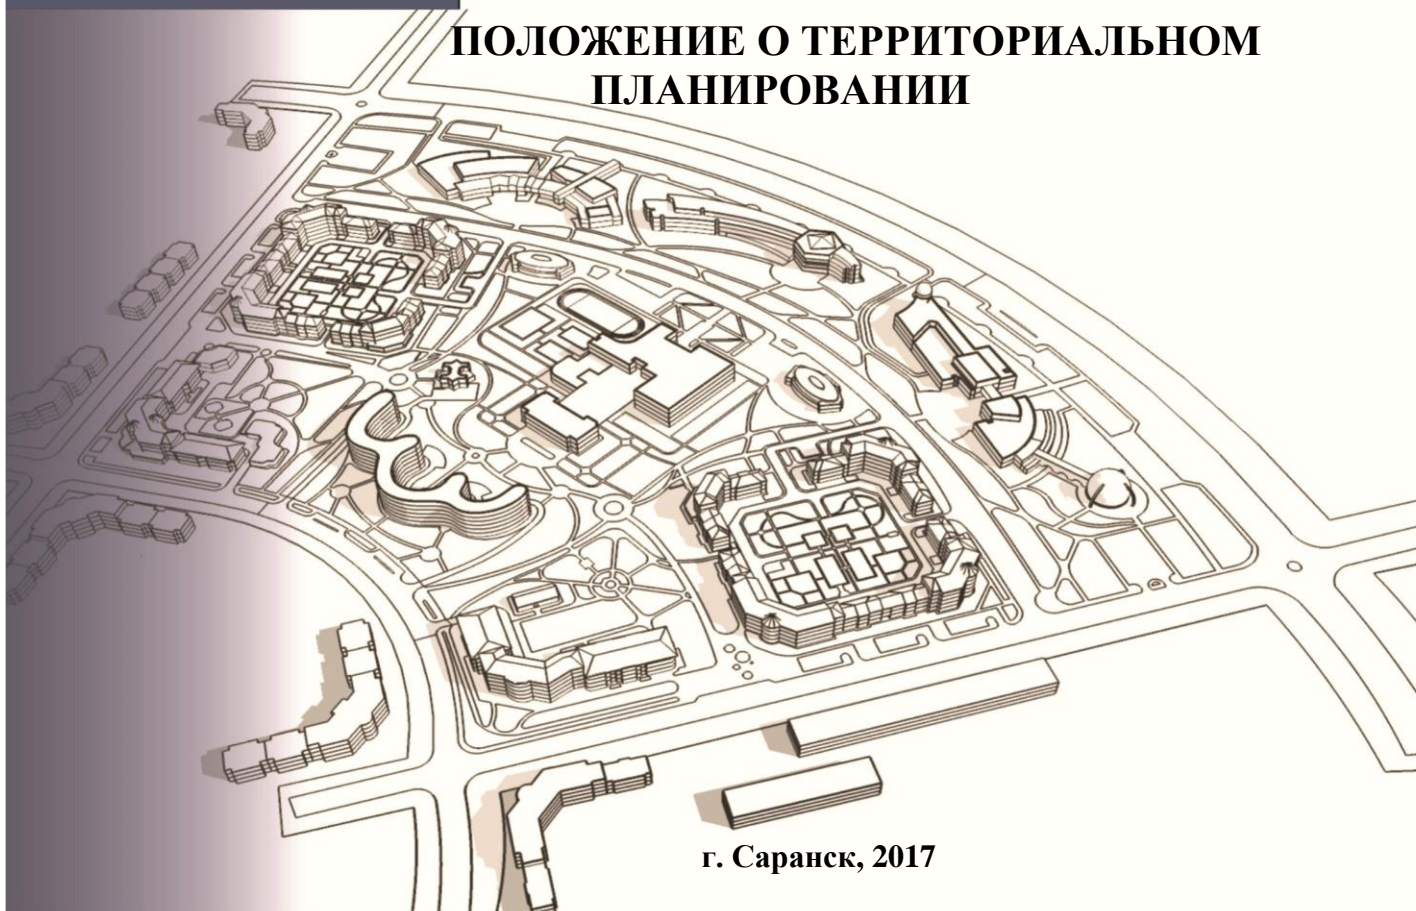 ПОЛОЖЕНИЕ О ТЕРРИТОРИАЛЬНОМ
ПЛАНИРОВАНИИ
г. Саранск, 2017